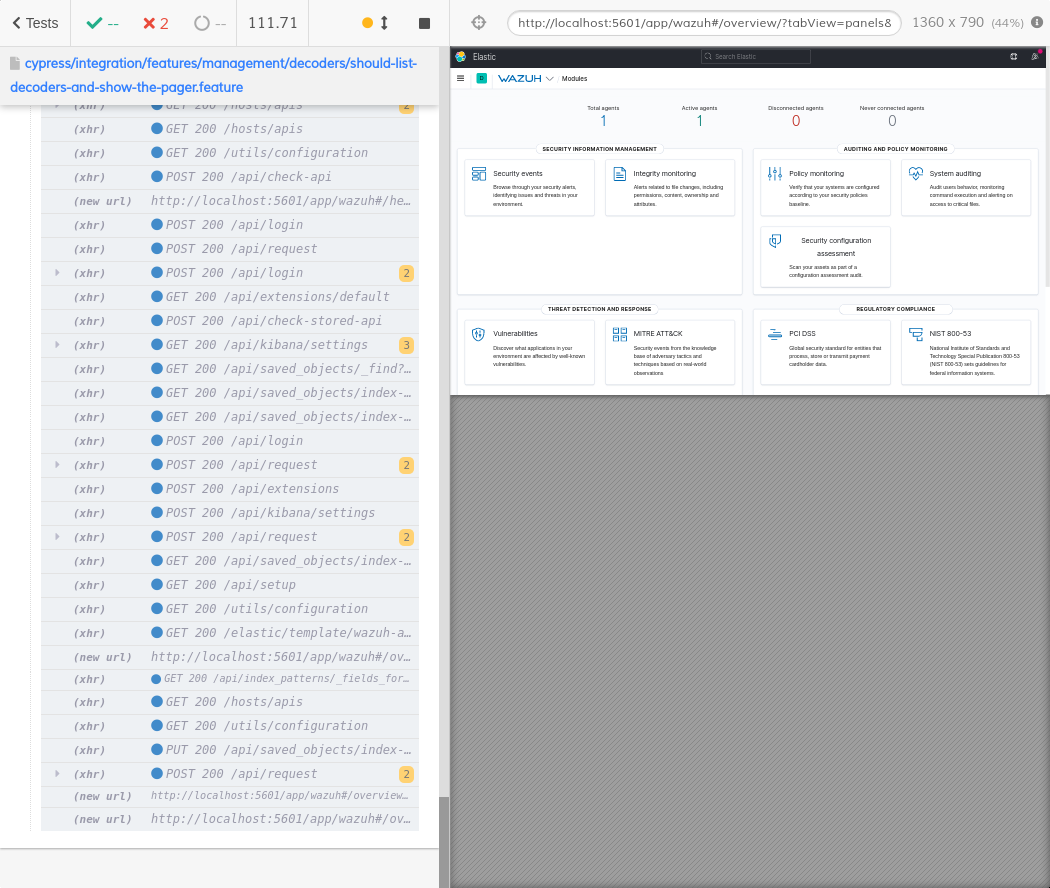 Tests
--
2
--
111.71
http://localhost:5601/app/wazuh#/overview/?tabView=panels&
1360 x 790 (44%)
cypress/integration/features/management/decoders/should-list-
decoders-and-show-the-pager.feature
(xhr) GET 200 /hosts/apis 2
(xhr) GET 200 /hosts/apis
(xhr) GET 200 /utils/configuration
(xhr) POST 200 /api/check-api
(new url) http://localhost:5601/app/wazuh#/he…
(xhr) POST 200 /api/login
(xhr) POST 200 /api/request
(xhr) POST 200 /api/login 2
(xhr) GET 200 /api/extensions/default
(xhr) POST 200 /api/check-stored-api
(xhr) GET 200 /api/kibana/settings 3
(xhr) GET 200 /api/saved_objects/_find?…
(xhr) GET 200 /api/saved_objects/index-…
(xhr) GET 200 /api/saved_objects/index-…
(xhr) POST 200 /api/login
(xhr) POST 200 /api/request 2
(xhr) POST 200 /api/extensions
(xhr) POST 200 /api/kibana/settings
(xhr) POST 200 /api/request 2
(xhr) GET 200 /api/saved_objects/index-…
(xhr) GET 200 /api/setup
(xhr) GET 200 /utils/configuration
(xhr) GET 200 /elastic/template/wazuh-a…
(new url) http://localhost:5601/app/wazuh#/ov…
(xhr) GET 200 /api/index_patterns/_fields_for…
(xhr) GET 200 /hosts/apis
(xhr) GET 200 /utils/configuration
(xhr) PUT 200 /api/saved_objects/index-…
(xhr) POST 200 /api/request 2
(new url) http://localhost:5601/app/wazuh#/overview…
(new url) http://localhost:5601/app/wazuh#/ov…
Elastic
Search Elastic
D
WAZUH
Modules
Total agents
1
Active agents
1
Disconnected agents
0
Never connected agents
0
SECURITY INFORMATION MANAGEMENT
Security events
Browse through your security alerts,
identifying issues and threats in your
environment.
Integrity monitoring
Alerts related to file changes, including
permissions, content, ownership and
attributes.
AUDITING AND POLICY MONITORING
Policy monitoring
Verify that your systems are configured
according to your security policies
baseline.
System auditing
Audit users behavior, monitoring
command execution and alerting on
access to critical files.
Security configuration
assessment
Scan your assets as part of a
configuration assessment audit.
THREAT DETECTION AND RESPONSE
Vulnerabilities
Discover what applications in your
environment are affected by well-known
vulnerabilities.
MITRE ATT&CK
Security events from the knowledge
base of adversary tactics and
techniques based on real-world
observations
REGULATORY COMPLIANCE
PCI DSS
Global security standard for entities that
process, store or transmit payment
cardholder data.
NIST 800-53
National Institute of Standards and
Technology Special Publication 800-53
(NIST 800-53) sets guidelines for
federal information systems.